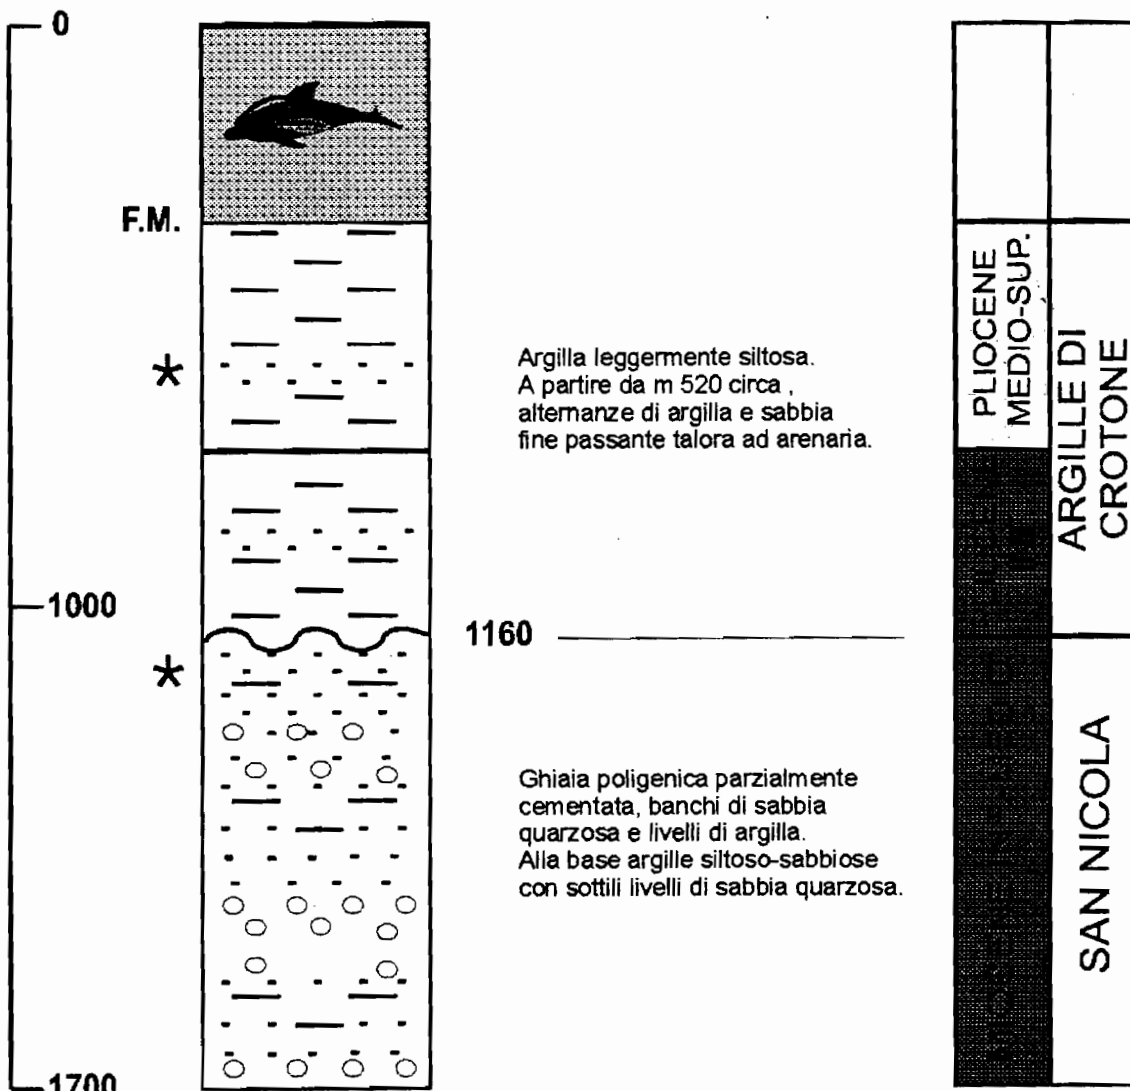 0
F.M.
PLIOCENE
MEDIO-SUP.
ARGILLE DI
CROTONE
Argilla leggermente siltosa.
A partire da m 520 circa ,
alternanze di argilla e sabbia
fine passante talora ad arenaria.
1000
1160
SAN NICOLA
Ghiaia poligenica parzialmente
cementata, banchi di sabbia
quarzosa e livelli di argilla.
Alla base argille siltoso-sabbiose
con sottili livelli di sabbia quarzosa.
1700